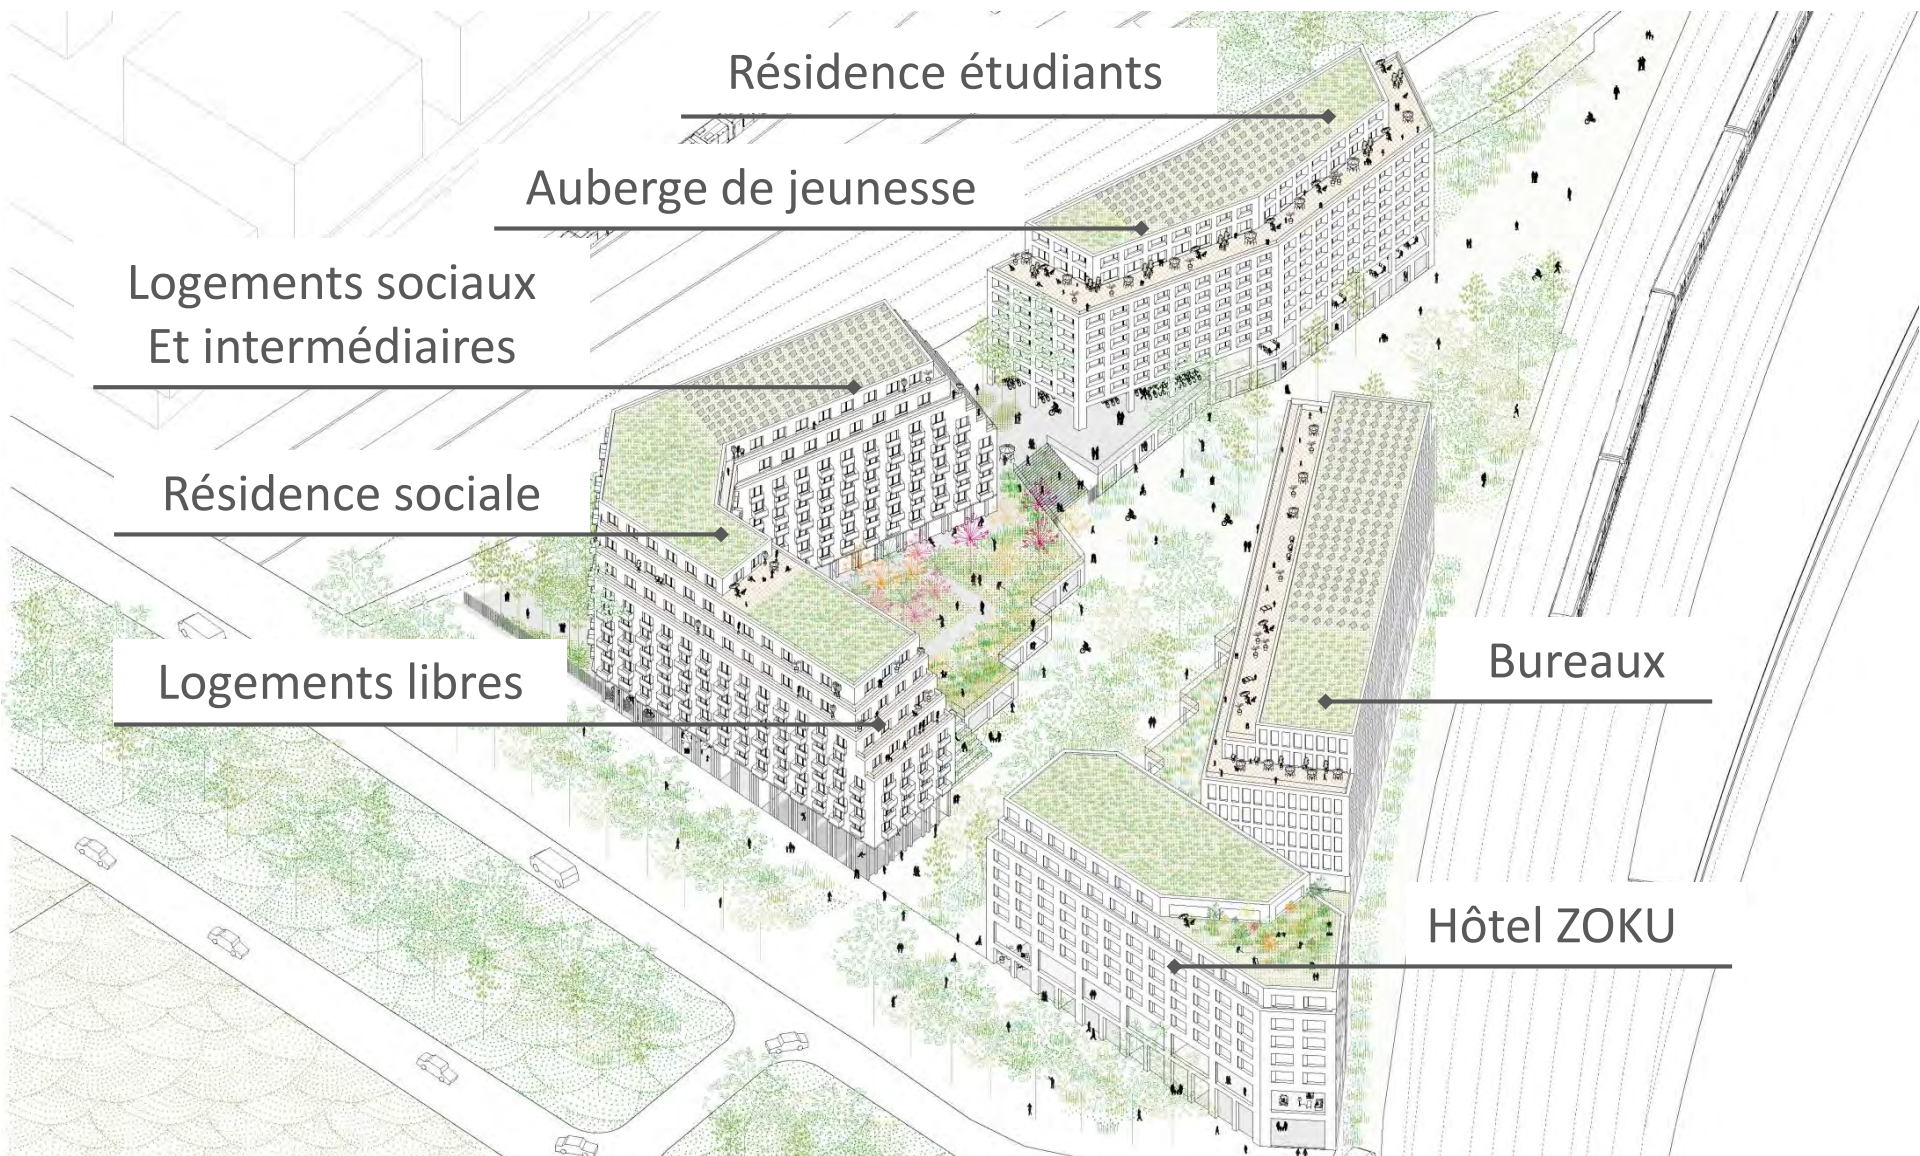 Résidence étudiants
Auberge de jeunesse
Logements sociaux
Et intermédiaires
Résidence sociale
Logements libres
Bureaux
Hôtel ZOKU